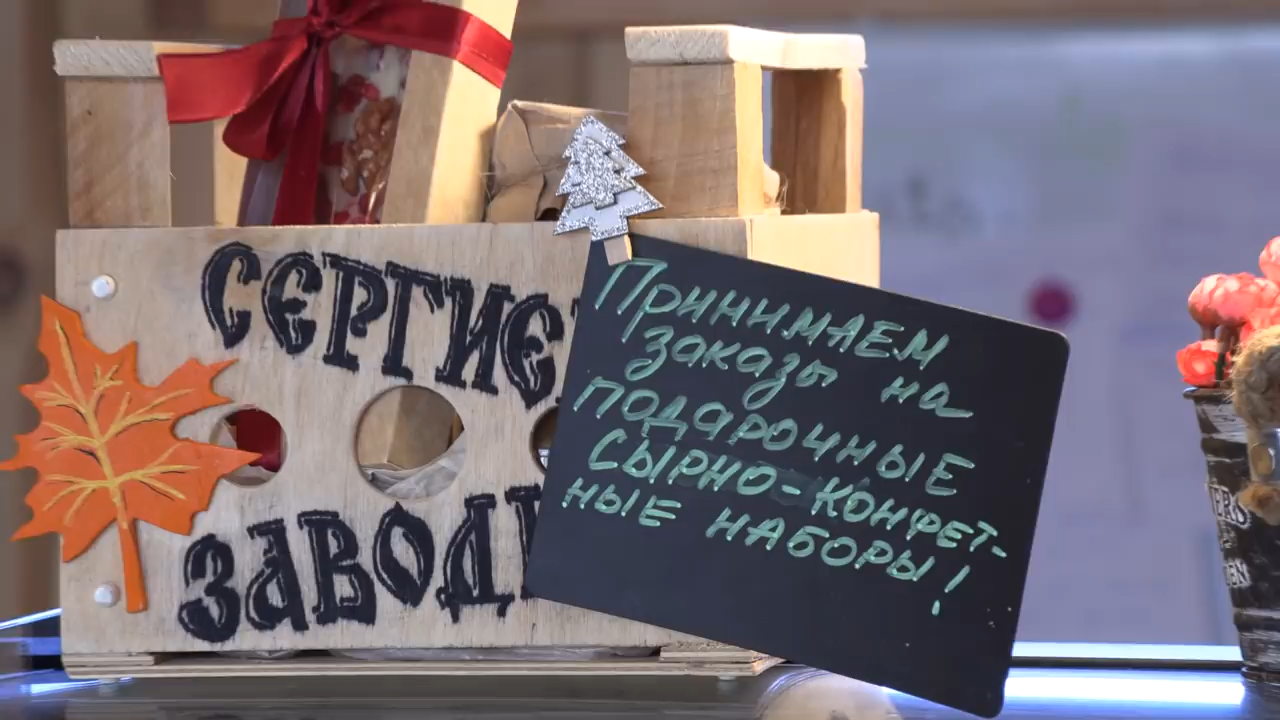 СЕРГИЕ
ЗАВОД
Принимаем
заказы на
подарочные
сырно-конфет-
ные наборы!